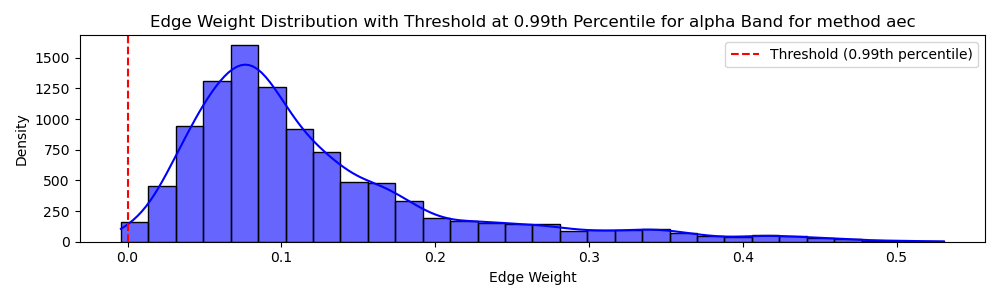 Edge Weight Distribution with Threshold at 0.99th Percentile for alpha Band for method aec
Threshold (0.99th percentile)
Density
1500
1250
1000
750
500
250
0
0.0 0.1 0.2 0.3 0.4 0.5
Edge Weight